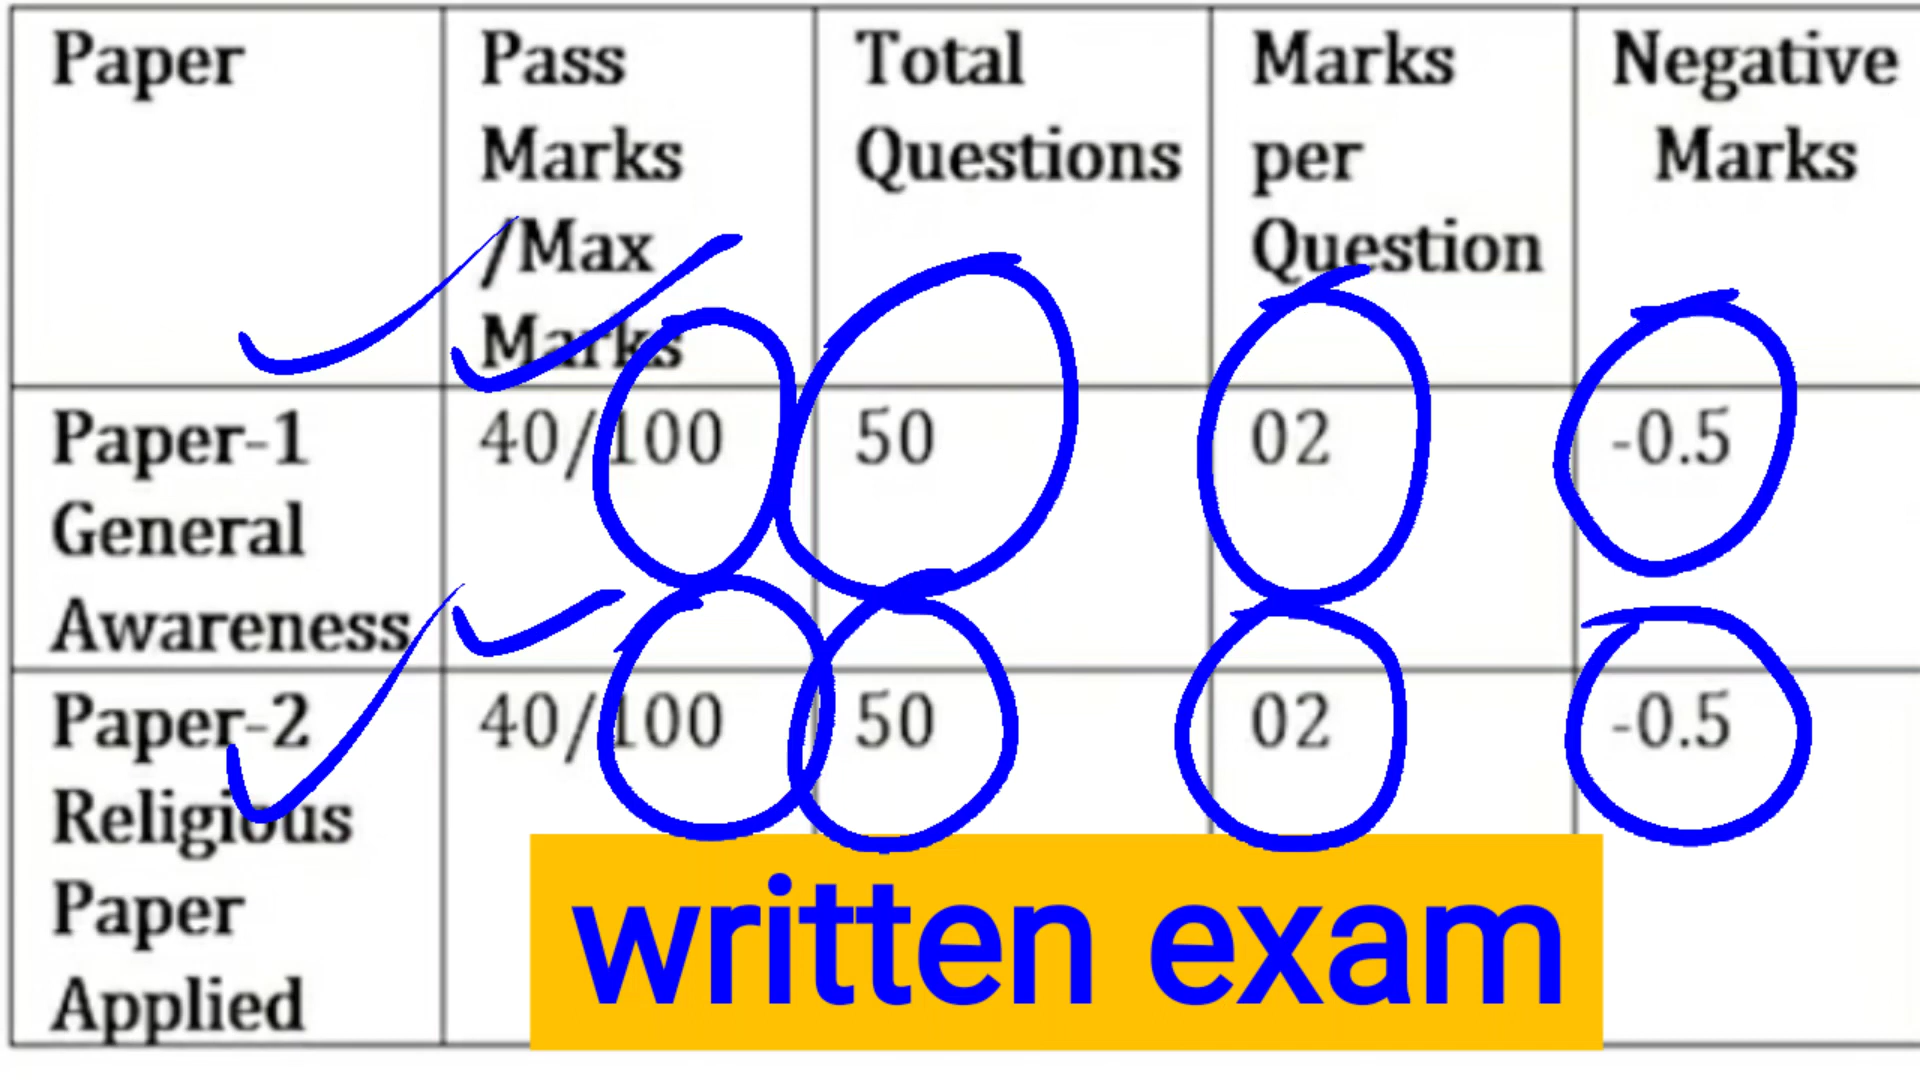 Paper
Pass
Marks
/Max
Marks
Total
Questions
Marks
per
Question
Negative
Marks
Paper-1
General
Awareness
40/100
50
02
-0.5
Paper-2
Religious
Paper
Applied
40/100
50
02
-0.5
written exam